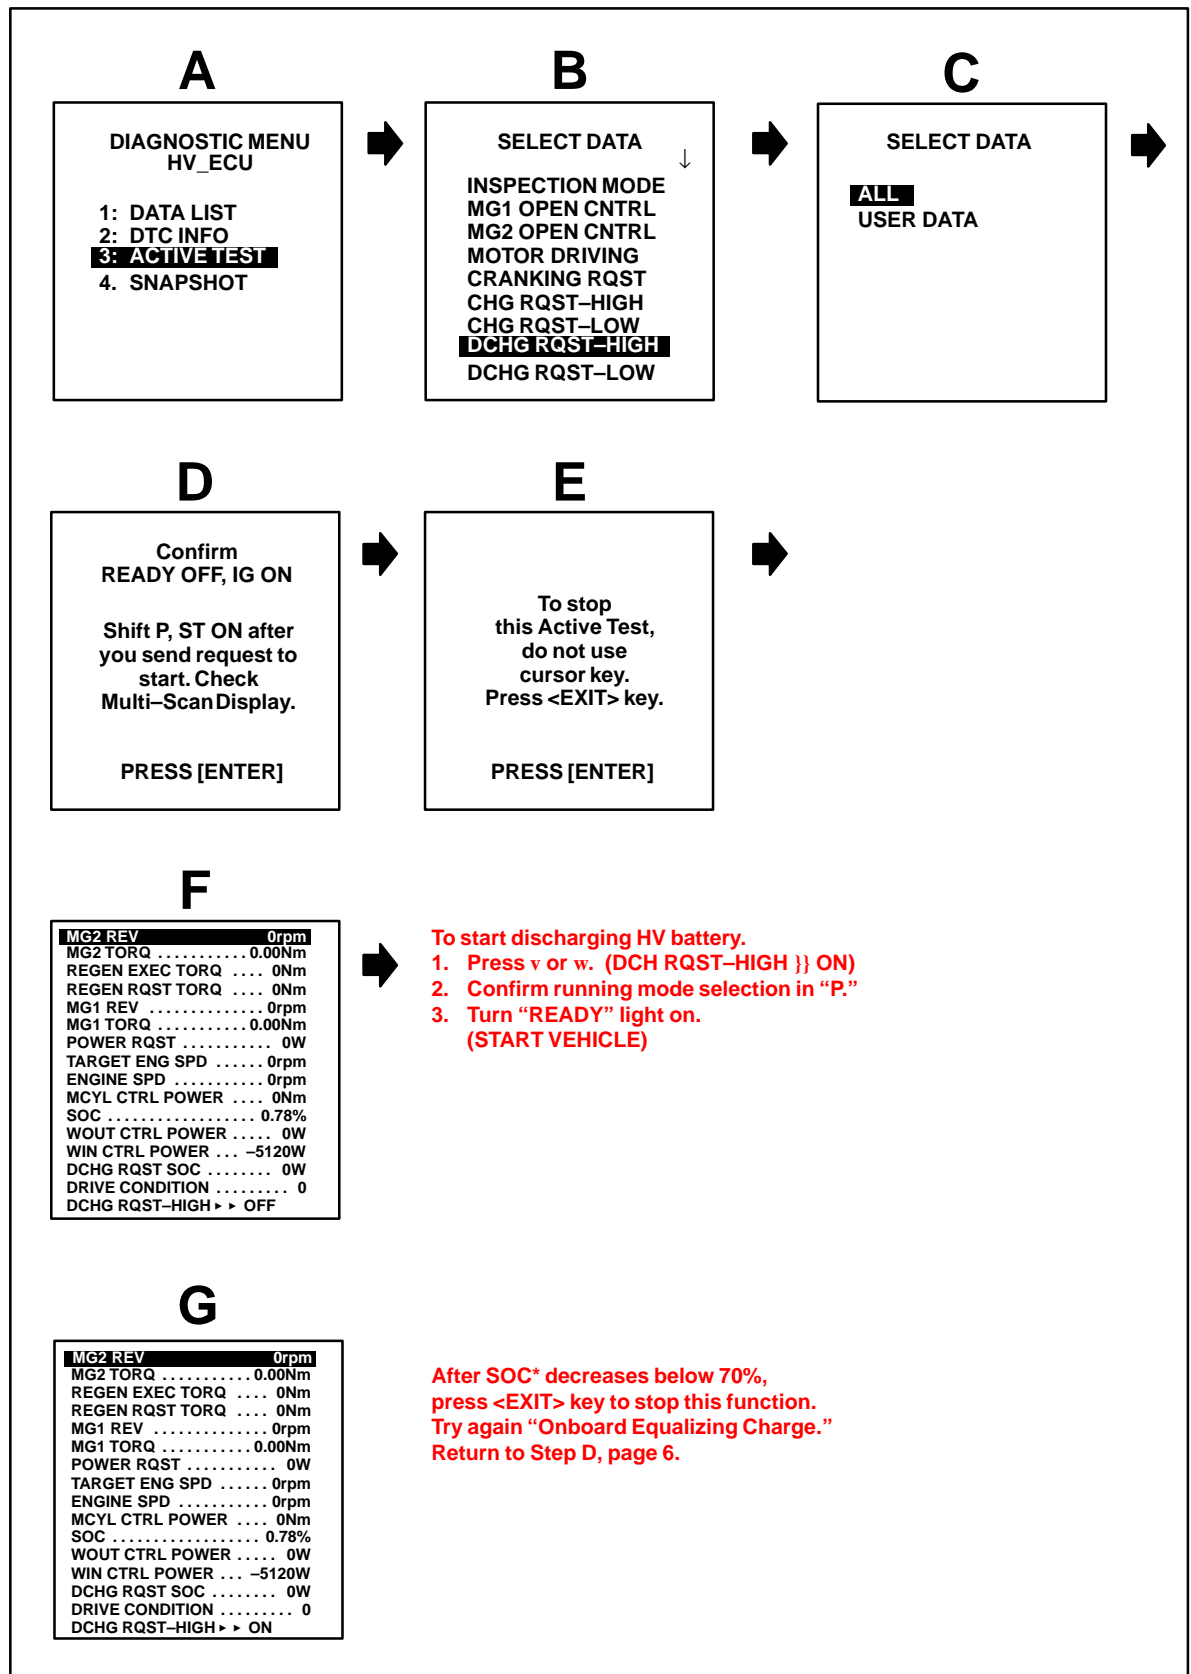 A
DIAGNOSTIC MENU
HV_ECU
1: DATA LIST
2: DTC INFO
3: ACTIVE TEST
4. SNAPSHOT
B
SELECT DATA
↓
INSPECTION MODE
MG1 OPEN CNTRL
MG2 OPEN CNTRL
MOTOR DRIVING
CRANKING RQST
CHG RQST–HIGH
CHG RQST–LOW
DCHG RQST–HIGH
DCHG RQST–LOW
C
SELECT DATA
ALL
USER DATA
D
Confirm
READY OFF, IG ON
Shift P, ST ON after
you send request to
start. Check
Multi–Scan Display.
PRESS [ENTER]
E
To stop
this Active Test,
do not use
cursor key.
Press <EXIT> key.
PRESS [ENTER]
F
MG2 REV 0rpm
MG2 TORQ ........... 0.00Nm
REGEN EXEC TORQ .... 0Nm
REGEN RQST TORQ .... 0Nm
MG1 REV .............. 0rpm
MG1 TORQ ........... 0.00Nm
POWER RQST ........... 0W
TARGET ENG SPD ...... 0rpm
ENGINE SPD ........... 0rpm
MCYL CTRL POWER .... 0Nm
SOC .................. 0.78%
WOUT CTRL POWER ..... 0W
WIN CTRL POWER ... –5120W
DCHG RQST SOC ........ 0W
DRIVE CONDITION ......... 0
DCHG RQST–HIGH ▸ ▸ OFF
To start discharging HV battery.
1. Press v or w. (DCH RQST–HIGH }} ON)
2. Confirm running mode selection in “P.”
3. Turn “READY” light on.
(START VEHICLE)
G
MG2 REV 0rpm
MG2 TORQ ........... 0.00Nm
REGEN EXEC TORQ .... 0Nm
REGEN RQST TORQ .... 0Nm
MG1 REV .............. 0rpm
MG1 TORQ ........... 0.00Nm
POWER RQST ........... 0W
TARGET ENG SPD ...... 0rpm
ENGINE SPD ........... 0rpm
MCYL CTRL POWER .... 0Nm
SOC .................. 0.78%
WOUT CTRL POWER ..... 0W
WIN CTRL POWER ... –5120W
DCHG RQST SOC ........ 0W
DRIVE CONDITION ......... 0
DCHG RQST–HIGH ▸ ▸ ON
After SOC* decreases below 70%,
press <EXIT> key to stop this function.
Try again “Onboard Equalizing Charge.”
Return to Step D, page 6.